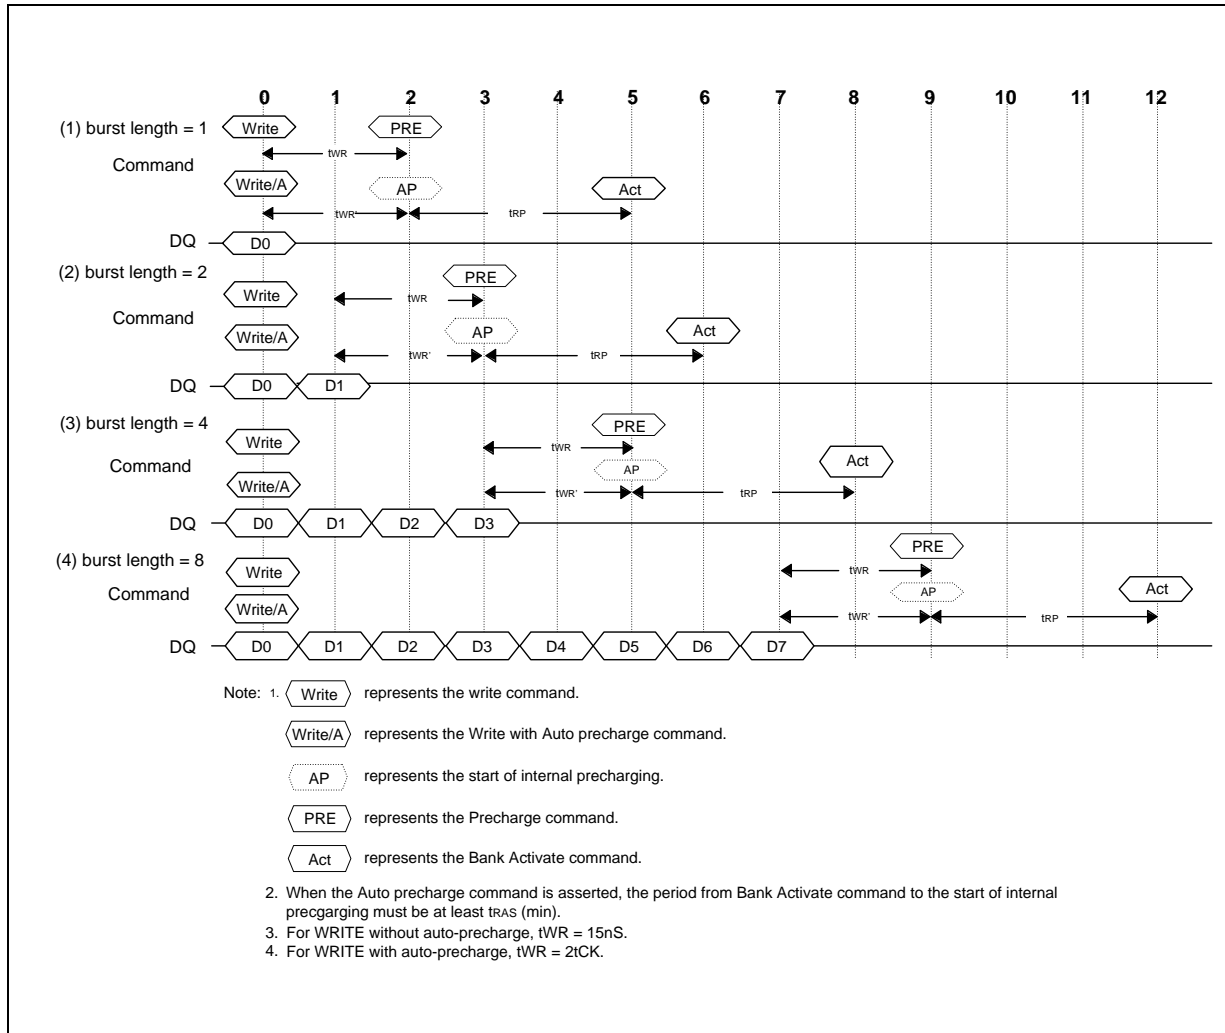 0 1 2 3 4 5 6 7 8 9 10 11 12
(1) burst length = 1 Write PRE
tWR
Command
Write/A AP Act
tWR' tRP
DQ D0
(2) burst length = 2 PRE
Write tWR
Command
Write/A AP Act
tWR' tRP
DQ D0 D1
(3) burst length = 4 PRE
Write tWR
Command Act
Write/A AP
tWR' tRP
DQ D0 D1 D2 D3
(4) burst length = 8 PRE
Write tWR
Command AP Act
Write/A tWR' tRP
DQ D0 D1 D2 D3 D4 D5 D6 D7
Note: 1. Write represents the write command.
Write/A represents the Write with Auto precharge command.
AP represents the start of internal precharging.
PRE represents the Precharge command.
Act represents the Bank Activate command.
2. When the Auto precharge command is asserted, the period from Bank Activate command to the start of internal
precgarging must be at least tRAS (min).
3. For WRITE without auto-precharge, tWR = 15nS.
4. For WRITE with auto-precharge, tWR = 2tCK.